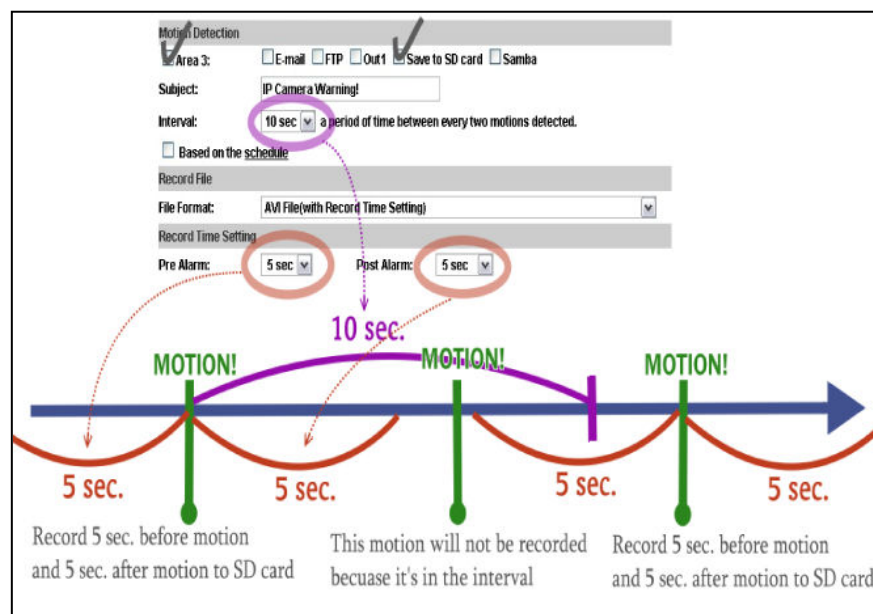 Motion Detection
Area 3: E-mail FTP Out1 Save to SD card Samba
Subject: IP Camera Warning!
Interval: 10 sec a period of time between every two motions detected.
Based on the schedule
Record File
File Format: AVI File(with Record Time Setting)
Record Time Setting
Pre Alarm: 5 sec Post Alarm: 5 sec
10 sec.
MOTION! MOTION! MOTION!
5 sec. 5 sec. 5 sec. 5 sec.
Record 5 sec. before motion
and 5 sec. after motion to SD card
This motion will not be recorded
becuase it's in the interval
Record 5 sec. before motion
and 5 sec. after motion to SD card